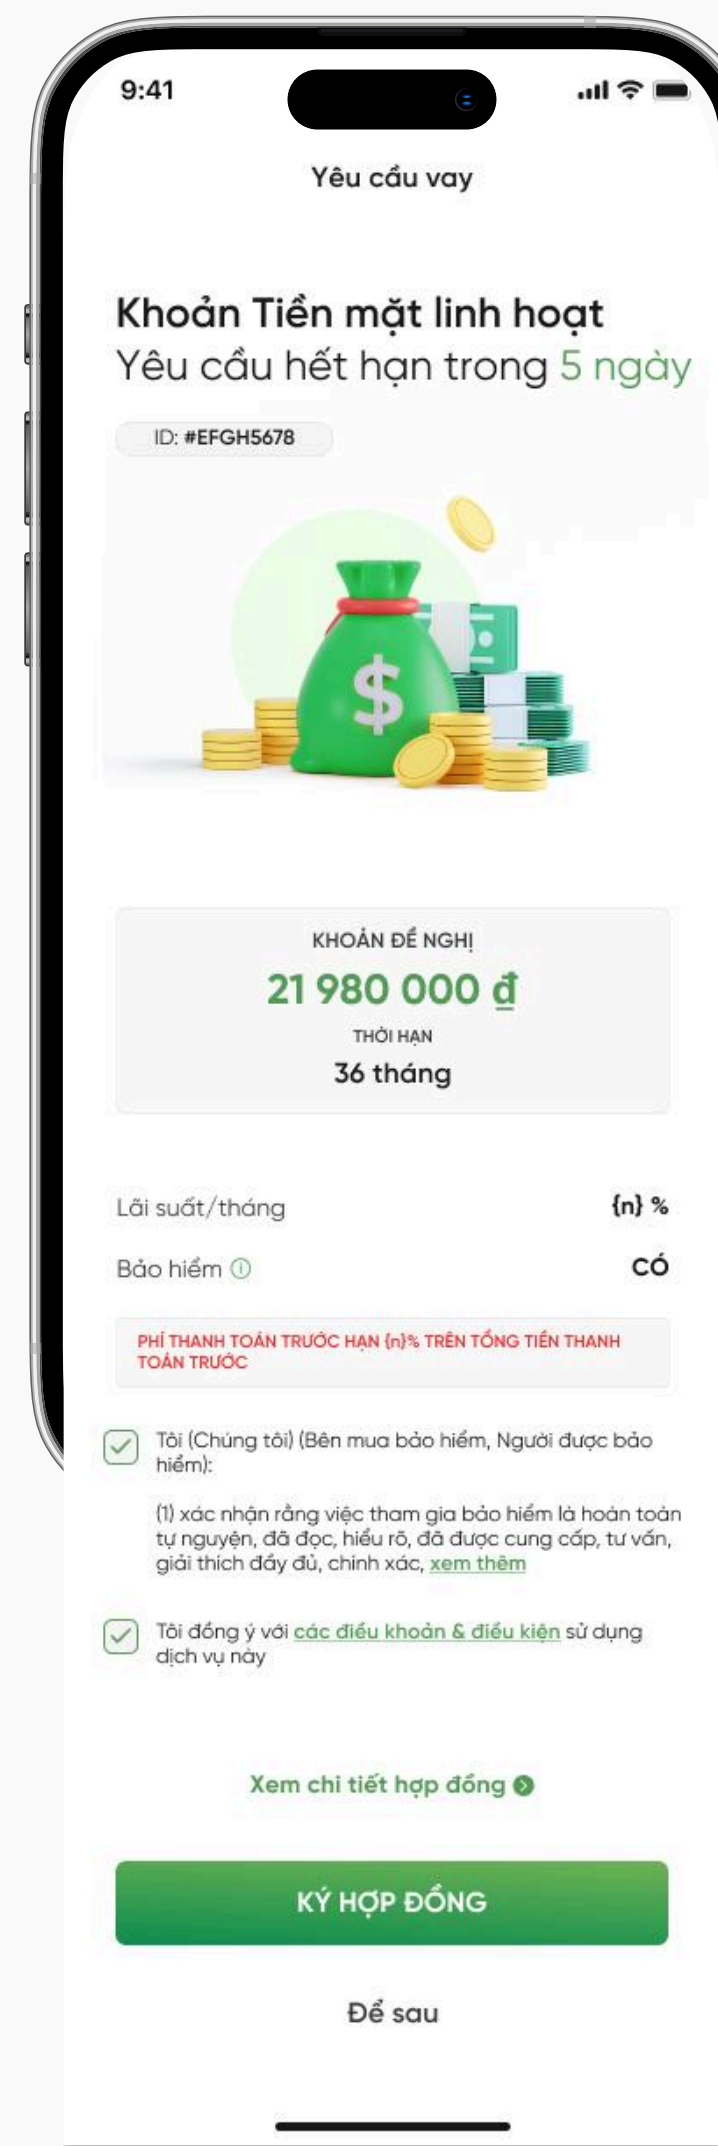 9:41
Yêu cầu vay
Khoản Tiền mặt linh hoạt
Yêu cầu hết hạn trong 5 ngày
ID: #EFGH5678
$
KHOẢN ĐỀ NGHỊ
21 980 000 đ
THỜI HẠN
36 tháng
Lãi suất/tháng {n} %
Bảo hiểm CÓ
PHÍ THANH TOÁN TRƯỚC HẠN {n}% TRÊN TỔNG TIỀN THANH
TOÁN TRƯỚC
Tôi (Chúng tôi) (Bên mua bảo hiểm, Người được bảo
hiểm):
(1) xác nhận rằng việc tham gia bảo hiểm là hoàn toàn
tự nguyện, đã đọc, hiểu rõ, đã được cung cấp, tư vấn,
giải thích đầy đủ, chính xác, xem thêm
Tôi đồng ý với các điều khoản & điều kiện sử dụng
dịch vụ này
Xem chi tiết hợp đồng
KÝ HỢP ĐỒNG
Để sau